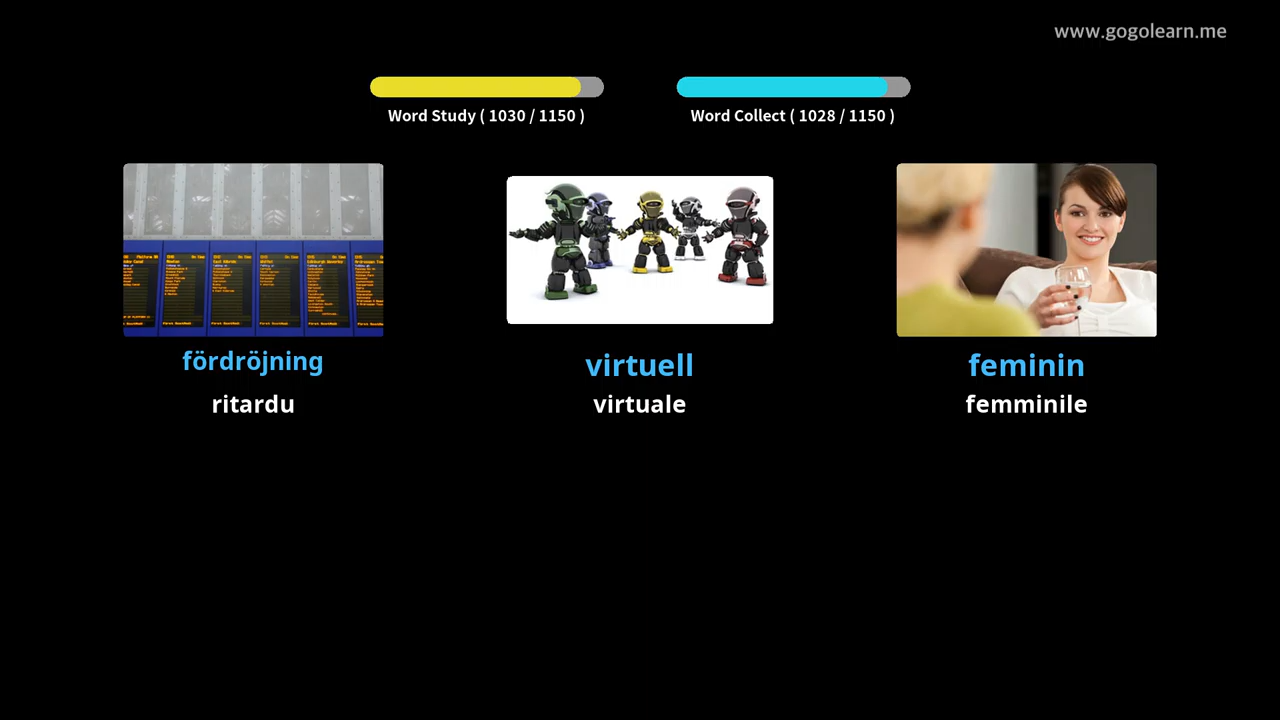 www.gogolearn.me
Word Study ( 1030 / 1150 )
Word Collect ( 1028 / 1150 )
fördröjning
virtuell
feminin
ritardu
virtuale
femminile